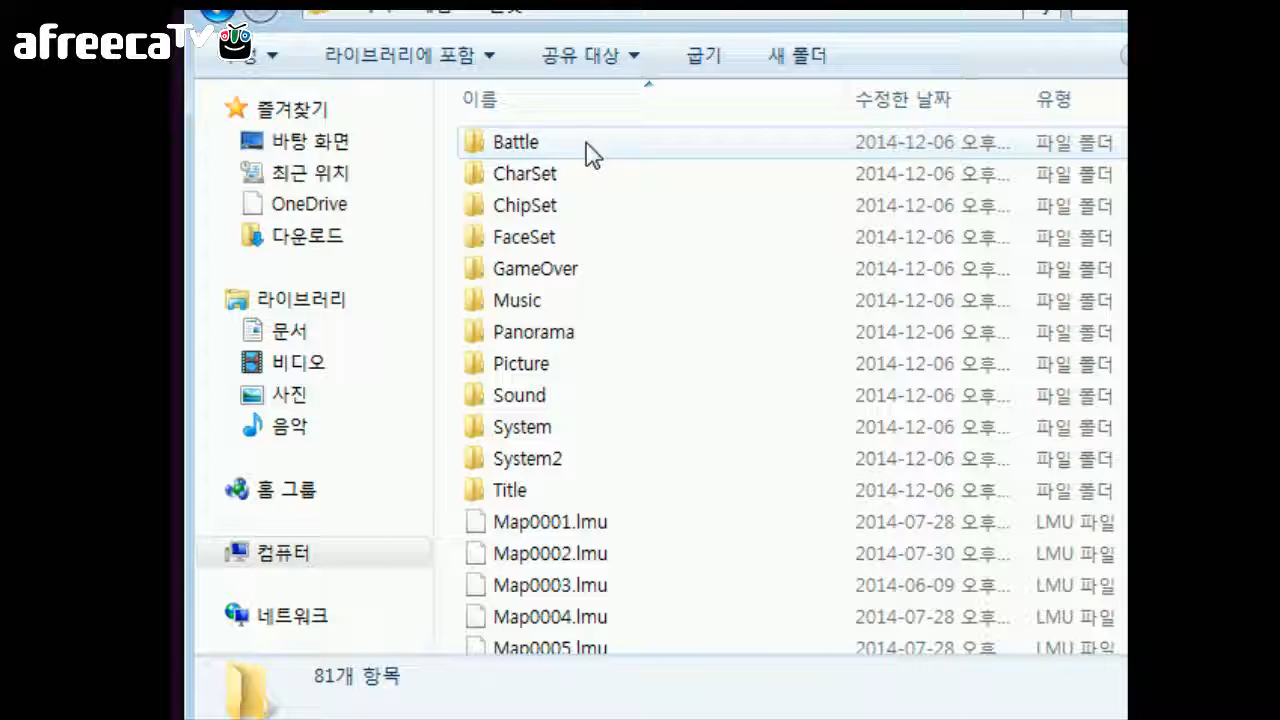 afreecaTV
라이브러리에 포함 공유 대상 굽기 새 폴더
이름 수정한 날짜 유형
즐겨찾기
바탕 화면
최근 위치
OneDrive
다운로드
라이브러리
문서
비디오
사진
음악
홈 그룹
컴퓨터
네트워크
Battle 2014-12-06 오후... 파일 폴더
CharSet 2014-12-06 오후... 파일 폴더
ChipSet 2014-12-06 오후... 파일 폴더
FaceSet 2014-12-06 오후... 파일 폴더
GameOver 2014-12-06 오후... 파일 폴더
Music 2014-12-06 오후... 파일 폴더
Panorama 2014-12-06 오후... 파일 폴더
Picture 2014-12-06 오후... 파일 폴더
Sound 2014-12-06 오후... 파일 폴더
System 2014-12-06 오후... 파일 폴더
System2 2014-12-06 오후... 파일 폴더
Title 2014-12-06 오후... 파일 폴더
Map0001.lmu 2014-07-28 오후... LMU 파일
Map0002.lmu 2014-07-30 오후... LMU 파일
Map0003.lmu 2014-06-09 오후... LMU 파일
Map0004.lmu 2014-07-28 오후... LMU 파일
Map0005.lmu 2014-07-28 오후... LMU 파일
81개 항목